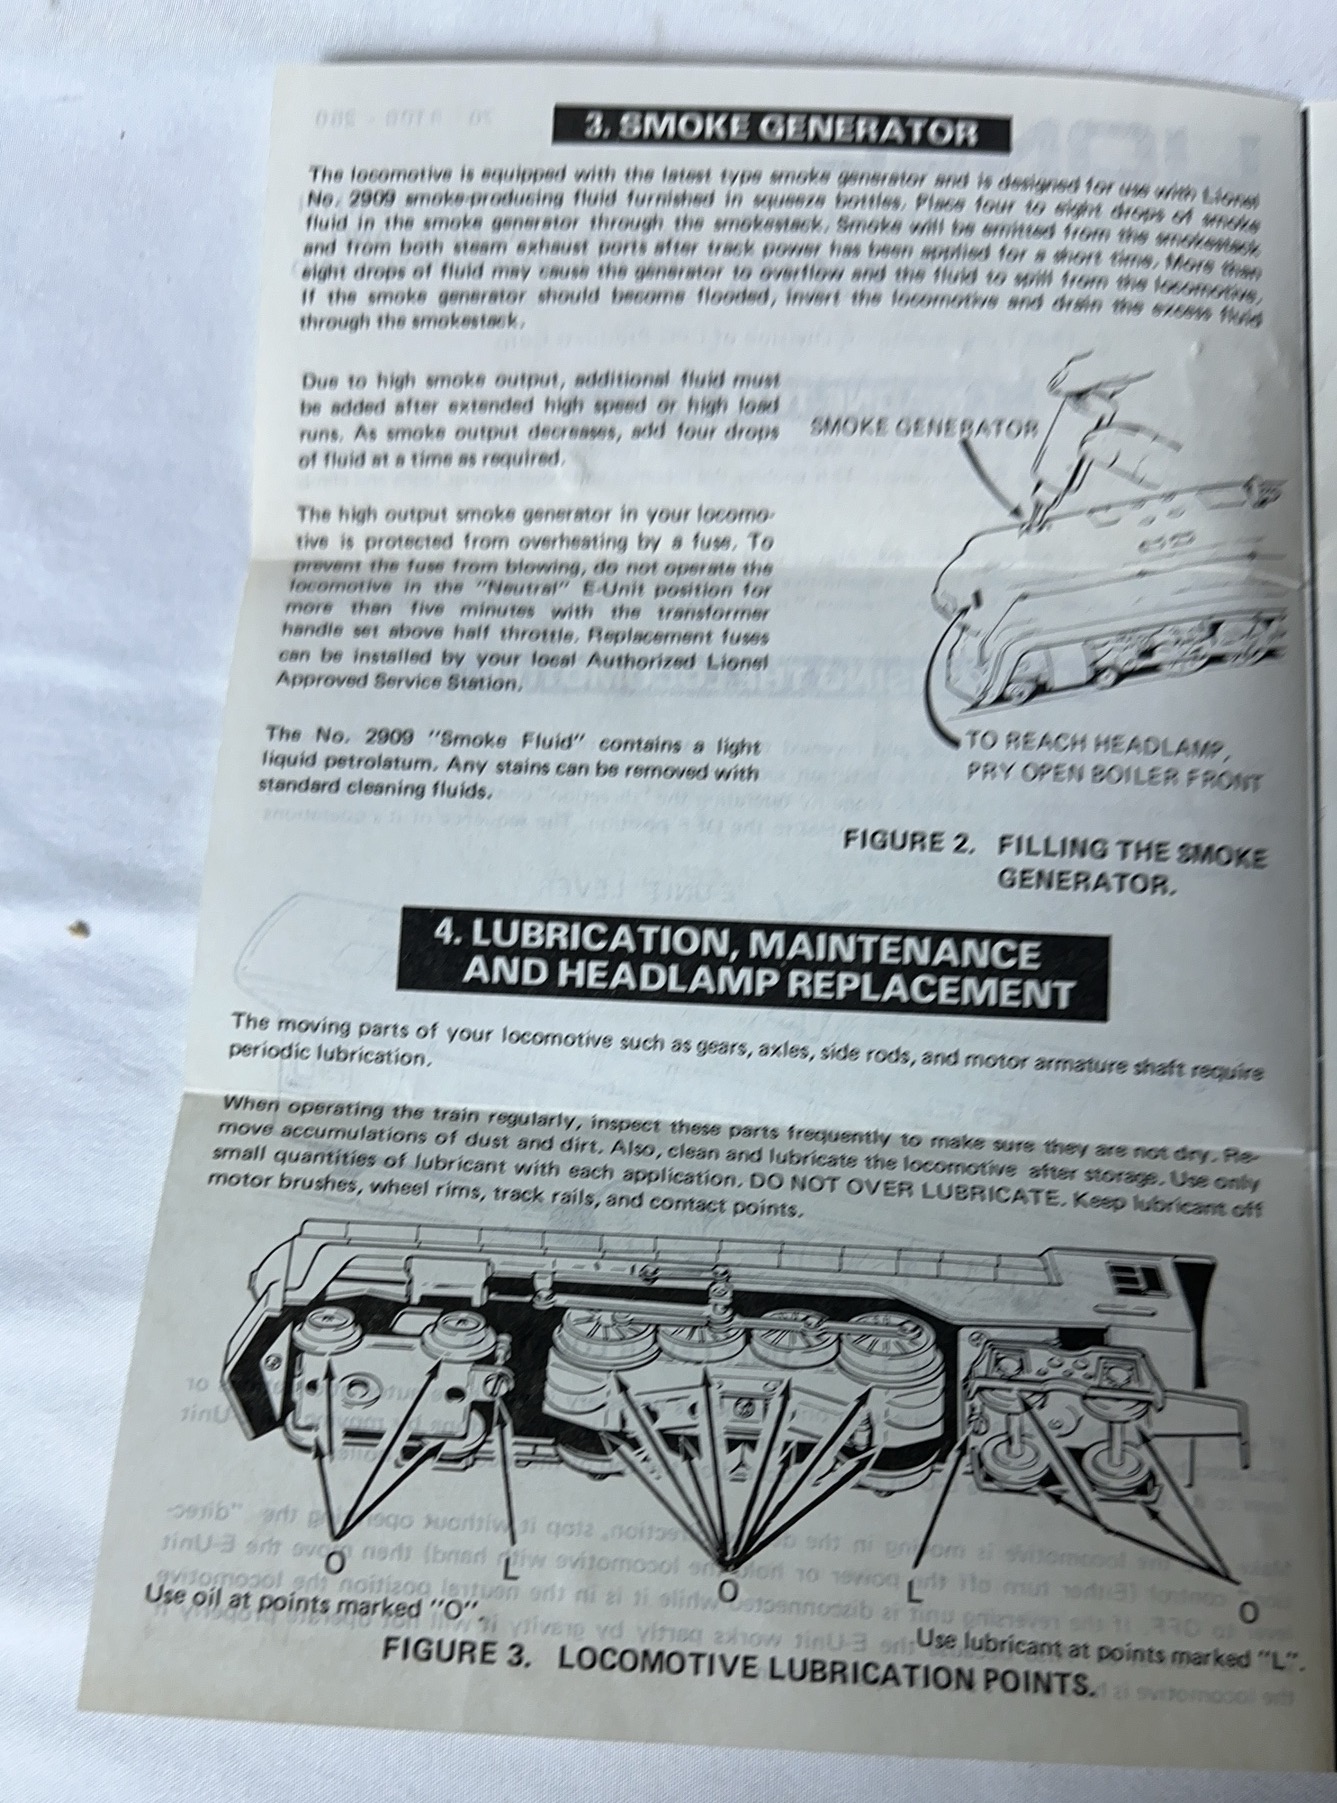 3. SMOKE GENERATOR
The locomotive is equipped with the latest type smoke generator and is designed for use with Lionel
No. 2909 smoke-producing fluid furnished in squeeze bottles. Place four to eight drops of smoke
fluid in the smoke generator through the smokestack. Smoke will be emitted from the smokestack
and from both steam exhaust ports after track power has been applied for a short time. More than
eight drops of fluid may cause the generator to overflow and the fluid to spill from the locomotive.
If the smoke generator should become flooded, invert the locomotive and drain the excess fluid
through the smokestack.
Due to high smoke output, additional fluid must
be added after extended high speed or high load
runs. As smoke output decreases, add four drops
of fluid at a time as required.
The high output smoke generator in your locomo-
tive is protected from overheating by a fuse. To
prevent the fuse from blowing, do not operate the
locomotive in the "Neutral" E-Unit position for
more than five minutes with the transformer
handle set above half throttle. Replacement fuses
can be installed by your local Authorized Lionel
Approved Service Station.
The No. 2909 "Smoke Fluid" contains a light
liquid petrolatum. Any stains can be removed with
standard cleaning fluids.
SMOKE GENERATOR
TO REACH HEADLAMP,
PRY OPEN BOILER FRONT
FIGURE 2. FILLING THE SMOKE
GENERATOR.
4. LUBRICATION, MAINTENANCE
AND HEADLAMP REPLACEMENT
The moving parts of your locomotive such as gears, axles, side rods, and motor armature shaft require
periodic lubrication.
When operating the train regularly, inspect these parts frequently to make sure they are not dry. Re-
move accumulations of dust and dirt. Also, clean and lubricate the locomotive after storage. Use only
small quantities of lubricant with each application. DO NOT OVER LUBRICATE. Keep lubricant off
motor brushes, wheel rims, track rails, and contact points.
O L O L O
Use oil at points marked "O".
Use lubricant at points marked "L".
FIGURE 3. LOCOMOTIVE LUBRICATION POINTS.